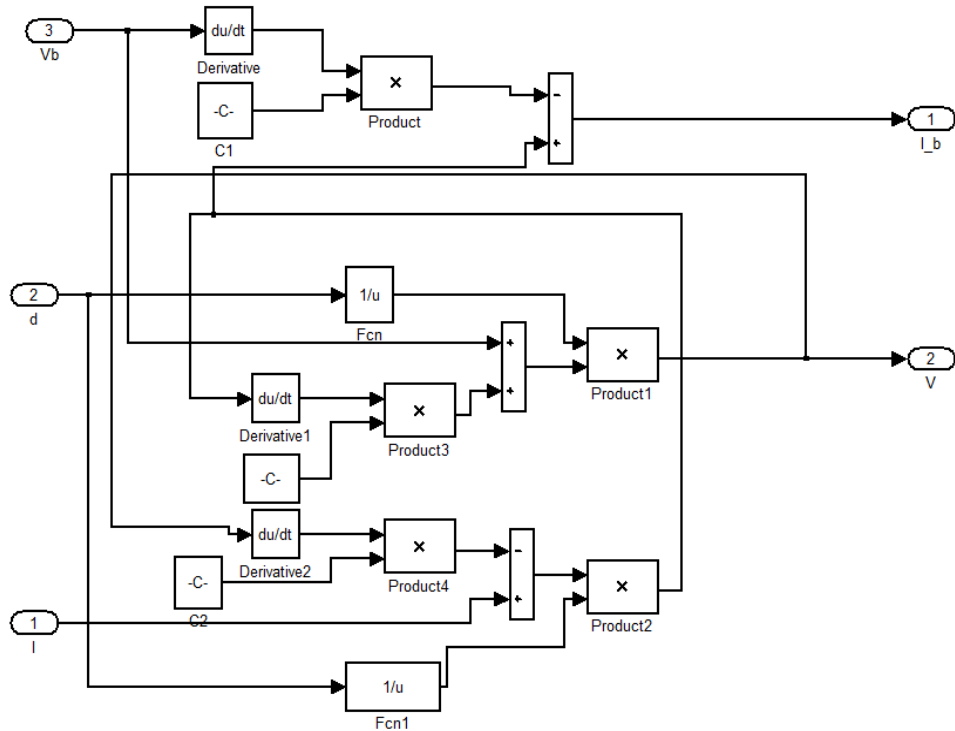 3
Vb
du/dt
Derivative
-C-
C1
×
Product
-
+
1
I_b
2
d
1/u
Fcn
+
+
×
Product1
2
V
du/dt
Derivative1
×
Product3
-C-
du/dt
Derivative2
×
Product4
-C-
C2
-
+
×
Product2
1
I
1/u
Fcn1